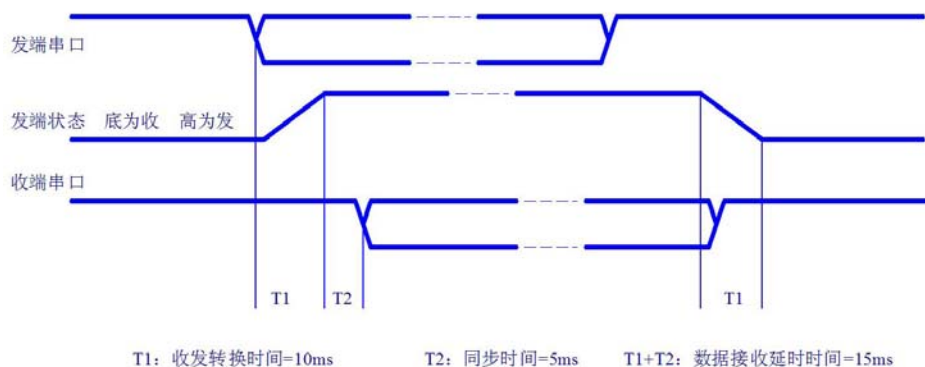 发端串口
发端状态 底为收 高为发
收端串口
T1 T2 T1
T1：收发转换时间=10ms T2：同步时间=5ms T1+T2：数据接收延时时间=15ms